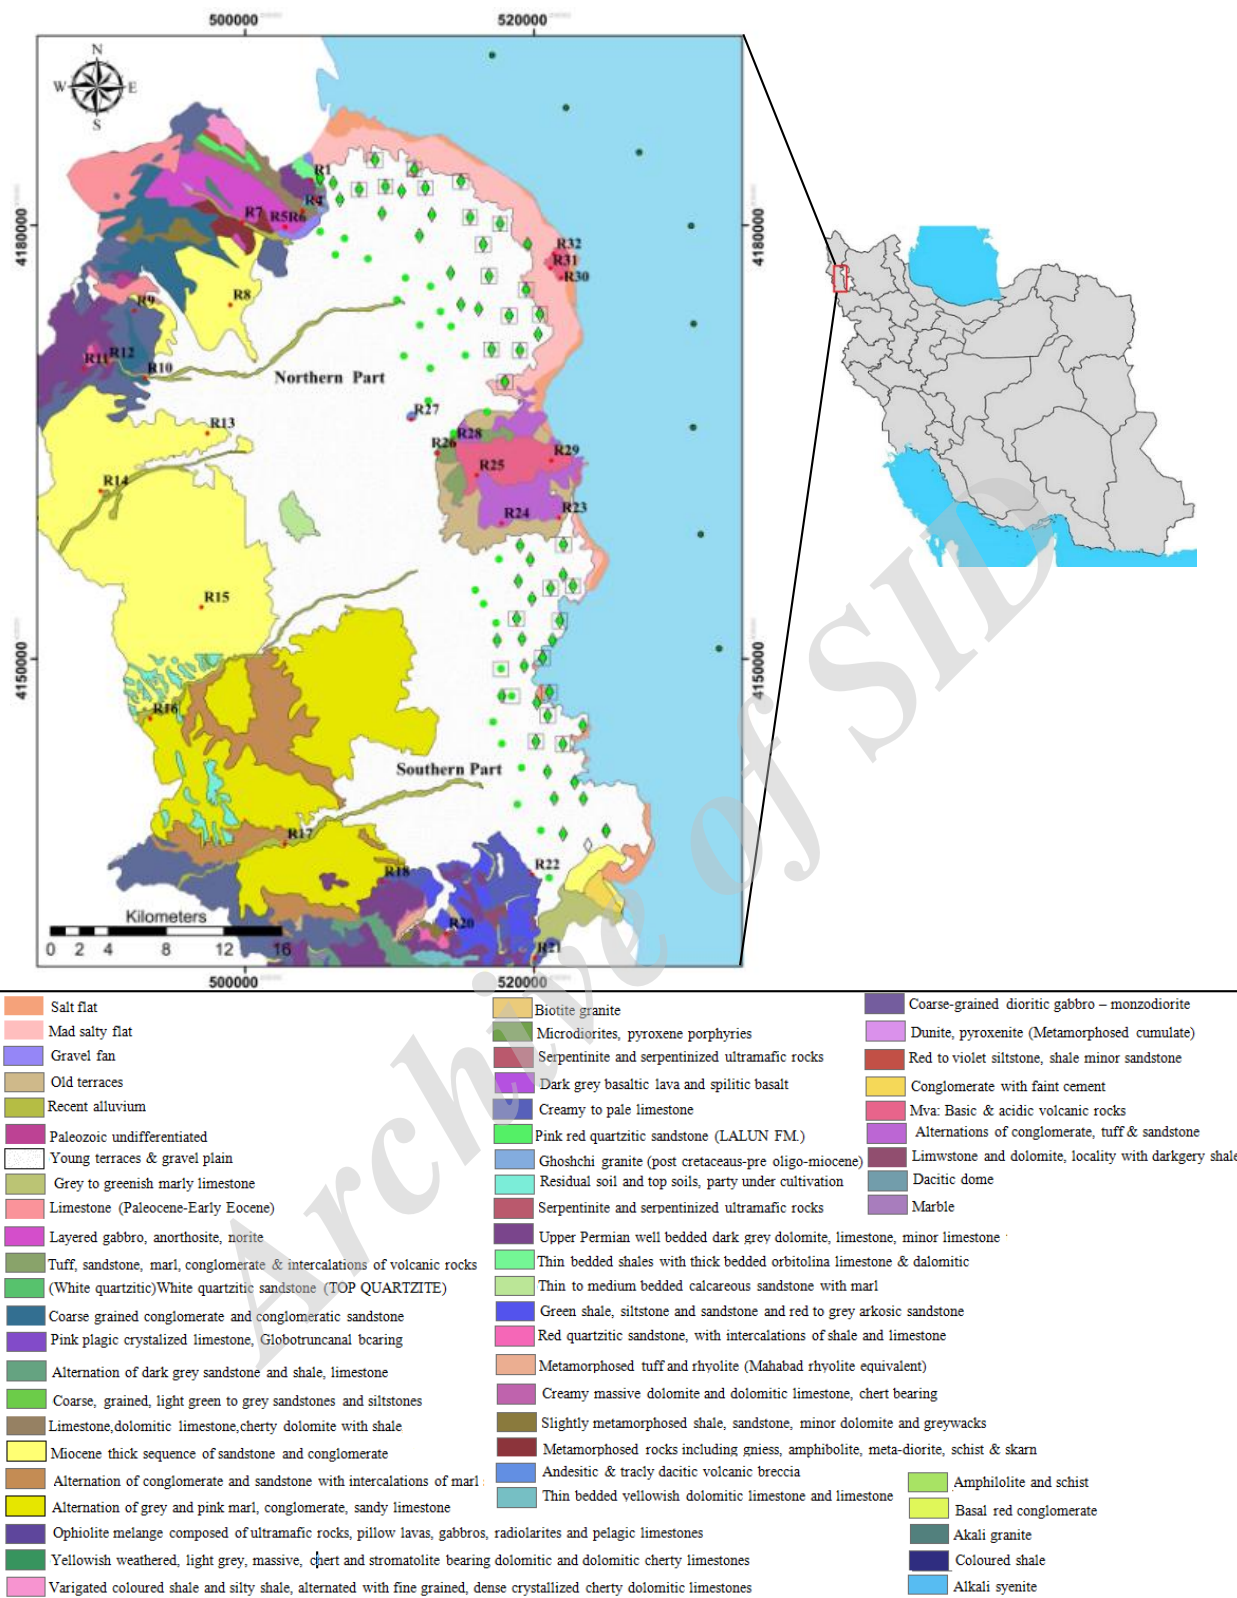 500000
520000
N
W
E
S
4180000
4180000
R1
R4
R7
R5
R6
R32
R31
R30
R8
R9
R12
R11
R10
Northern Part
R27
R13
R28
R26
R29
R25
R14
R24
R23
R15
4150000
4150000
R16
Southern Part
R17
R18
R22
Kilometers
R20
0 2 4 8 12 16
R21
500000
520000
Archive of SID
Salt flat
Mad salty flat
Gravel fan
Old terraces
Recent alluvium
Paleozoic undifferentiated
Young terraces & gravel plain
Grey to greenish marly limestone
Limestone (Paleocene-Early Eocene)
Layered gabbro, anorthosite, norite
Tuff, sandstone, marl, conglomerate & intercalations of volcanic rocks
(White quartzitic)White quartzitic sandstone (TOP QUARTZITE)
Coarse grained conglomerate and conglomeratic sandstone
Pink plagic crystalized limestone, Globotruncanal bcaring
Alternation of dark grey sandstone and shale, limestone
Coarse, grained, light green to grey sandstones and siltstones
Limestone,dolomitic limestone,cherty dolomite with shale
Miocene thick sequence of sandstone and conglomerate
Alternation of conglomerate and sandstone with intercalations of marl
Alternation of grey and pink marl, conglomerate, sandy limestone
Ophiolite melange composed of ultramafic rocks, pillow lavas, gabbros, radiolarites and pelagic limestones
Yellowish weathered, light grey, massive, chert and stromatolite bearing dolomitic and dolomitic cherty limestones
Varigated coloured shale and silty shale, alternated with fine grained, dense crystallized cherty dolomitic limestones
Biotite granite
Microdiorites, pyroxene porphyries
Serpentinite and serpentinized ultramafic rocks
Dark grey basaltic lava and spilitic basalt
Creamy to pale limestone
Pink red quartzitic sandstone (LALUN FM.)
Ghoshchi granite (post cretaceaus-pre oligo-miocene)
Residual soil and top soils, party under cultivation
Serpentinite and serpentinized ultramafic rocks
Upper Permian well bedded dark grey dolomite, limestone, minor limestone
Thin bedded shales with thick bedded orbitolina limestone & dalomitic
Thin to medium bedded calcareous sandstone with marl
Green shale, siltstone and sandstone and red to grey arkosic sandstone
Red quartzitic sandstone, with intercalations of shale and limestone
Metamorphosed tuff and rhyolite (Mahabad rhyolite equivalent)
Creamy massive dolomite and dolomitic limestone, chert bearing
Slightly metamorphosed shale, sandstone, minor dolomite and greywacks
Metamorphosed rocks including gniess, amphibolite, meta-diorite, schist & skarn
Andesitic & tracly dacitic volcanic breccia
Thin bedded yellowish dolomitic limestone and limestone
Coarse-grained dioritic gabbro – monzodiorite
Dunite, pyroxenite (Metamorphosed cumulate)
Red to violet siltstone, shale minor sandstone
Conglomerate with faint cement
Mva: Basic & acidic volcanic rocks
Alternations of conglomerate, tuff & sandstone
Limwstone and dolomite, locality with darkgery shale
Dacitic dome
Marble
Amphilolite and schist
Basal red conglomerate
Akali granite
Coloured shale
Alkali syenite